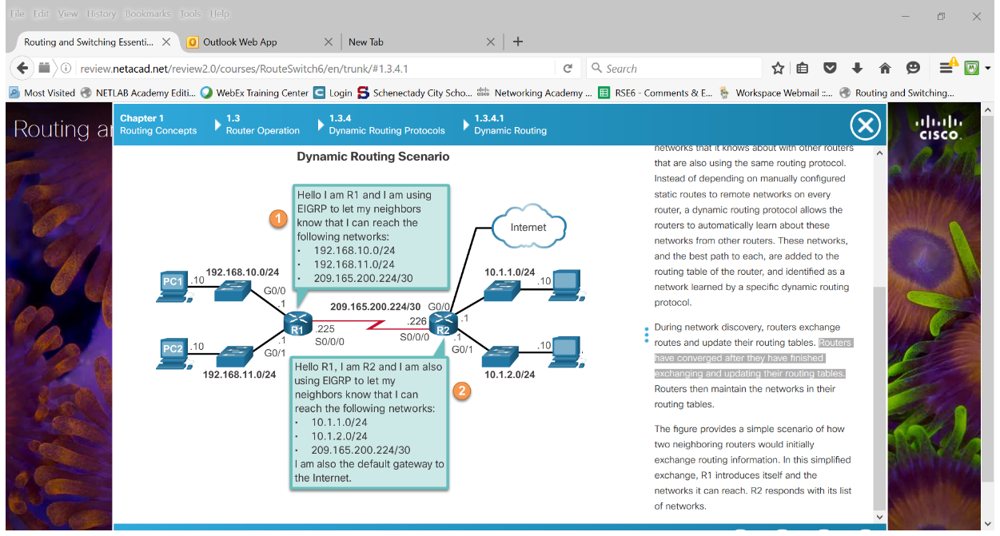 File Edit View History Bookmarks Tools Help
Routing and Switching Essenti... Outlook Web App New Tab
review.netacad.net/review2.0/courses/RouteSwitch6/en/trunk/#1.3.4.1 Search
Most Visited NETLAB Academy Editi... WebEx Training Center Login Schenectady City Scho... Networking Academy ... RSE6 - Comments & E... Workspace Webmail ::... Routing and Switching...
Routing a
Chapter 1 1.3 1.3.4 1.3.4.1
Routing Concepts Router Operation Dynamic Routing Protocols Dynamic Routing
CISCO
Dynamic Routing Scenario
Hello I am R1 and I am using
EIGRP to let my neighbors
know that I can reach the
following networks:
• 192.168.10.0/24
• 192.168.11.0/24
• 209.165.200.224/30
1
Internet
192.168.10.0/24
PC1 .10
G0/0
.1
10.1.1.0/24
.10
209.165.200.224/30 G0/0
R1 .225
S0/0/0
.226 R2 .1
S0/0/0
PC2 .10
.1
G0/1
192.168.11.0/24
.1
G0/1
.10
10.1.2.0/24
Hello R1, I am R2 and I am also
using EIGRP to let my
neighbors know that I can
reach the following networks:
• 10.1.1.0/24
• 10.1.2.0/24
• 209.165.200.224/30
I am also the default gateway to
the Internet.
2
networks that it knows about with other routers
that are also using the same routing protocol.
Instead of depending on manually configured
static routes to remote networks on every
router, a dynamic routing protocol allows the
routers to automatically learn about these
networks from other routers. These networks,
and the best path to each, are added to the
routing table of the router, and identified as a
network learned by a specific dynamic routing
protocol.
During network discovery, routers exchange
routes and update their routing tables. Routers
have converged after they have finished
exchanging and updating their routing tables.
Routers then maintain the networks in their
routing tables.
The figure provides a simple scenario of how
two neighboring routers would initially
exchange routing information. In this simplified
exchange, R1 introduces itself and the
networks it can reach. R2 responds with its list
of networks.